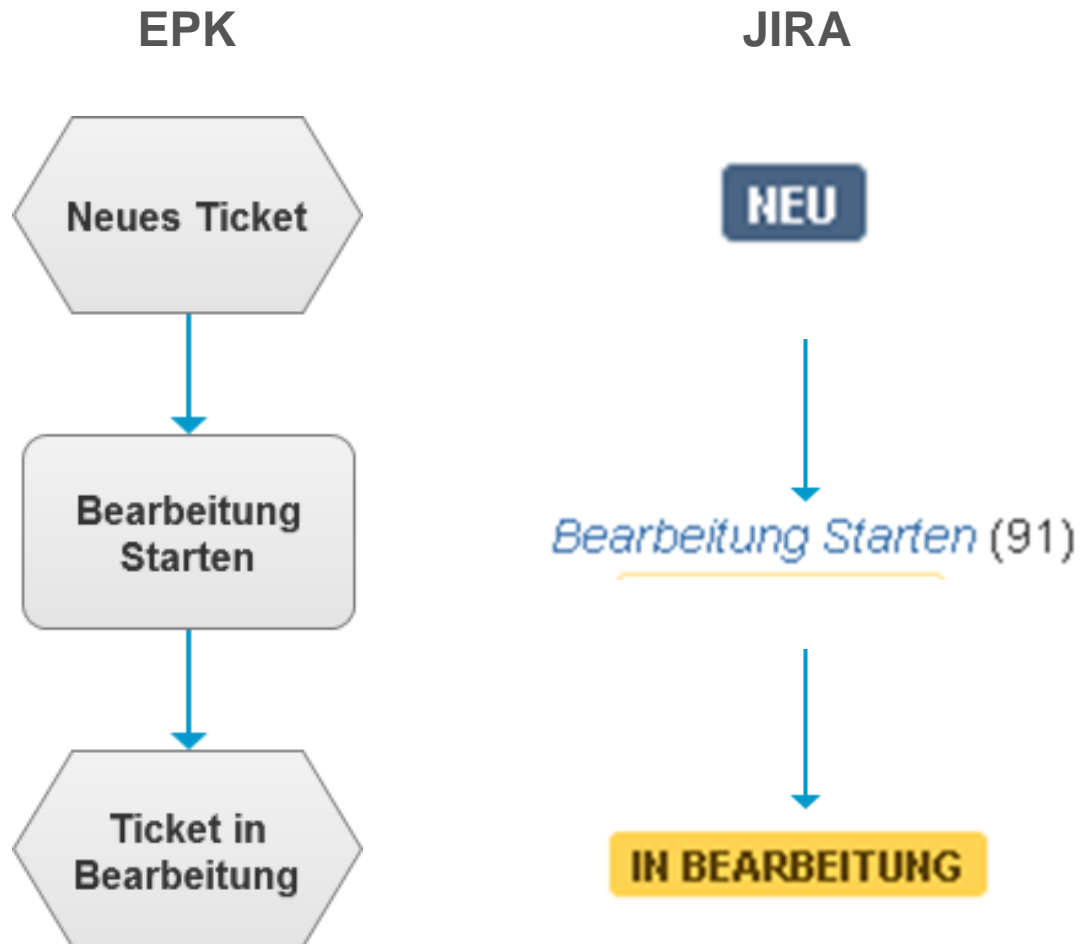 EPK
JIRA
Neues Ticket
NEU
Bearbeitung
Starten
Bearbeitung Starten (91)
Ticket in
Bearbeitung
IN BEARBEITUNG